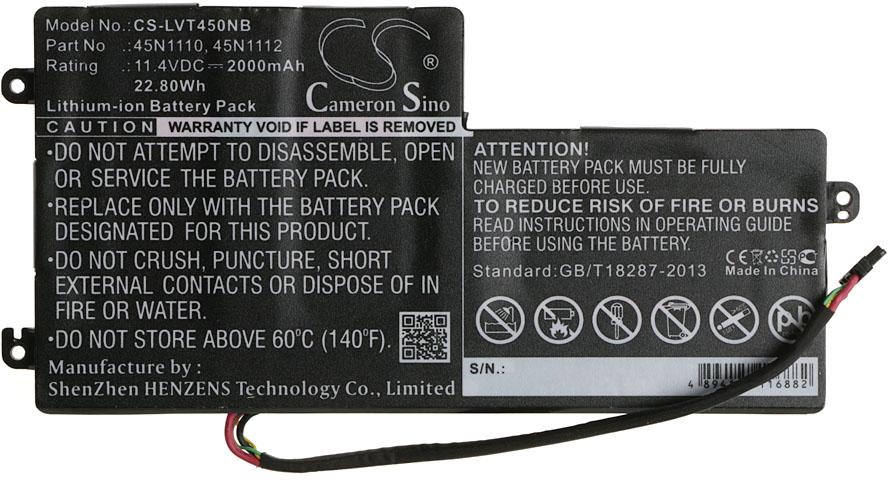 Model No.: CS-LVT450NB
Part No :45N1110, 45N1112
Rating :11.4VDC⎓2000mAh
22.80Wh
Lithium-ion Battery Pack
®
Cameron Sino
CAUTION WARRANTY VOID IF LABEL IS REMOVED
•DO NOT ATTEMPT TO DISASSEMBLE, OPEN
OR SERVICE THE BATTERY PACK.
•REPLACE ONLY WITH THE BATTERY PACK
DESIGNATED FOR THIS PRODUCT.
•DO NOT CRUSH, PUNCTURE, SHORT
EXTERNAL CONTACTS OR DISPOSE OF IN
FIRE OR WATER.
•DO NOT STORE ABOVE 60°C (140°F).
Manufacture by :
ShenZhen HENZENS Technology Co., Limited
ATTENTION!
NEW BATTERY PACK MUST BE FULLY
CHARGED BEFORE USE.
TO REDUCE RISK OF FIRE OR BURNS
READ INSTRUCTIONS IN OPERATING GUIDE
BEFORE USING THE BATTERY.
Standard:GB/T18287-2013
CE
Made In China
Pb
S/N.: